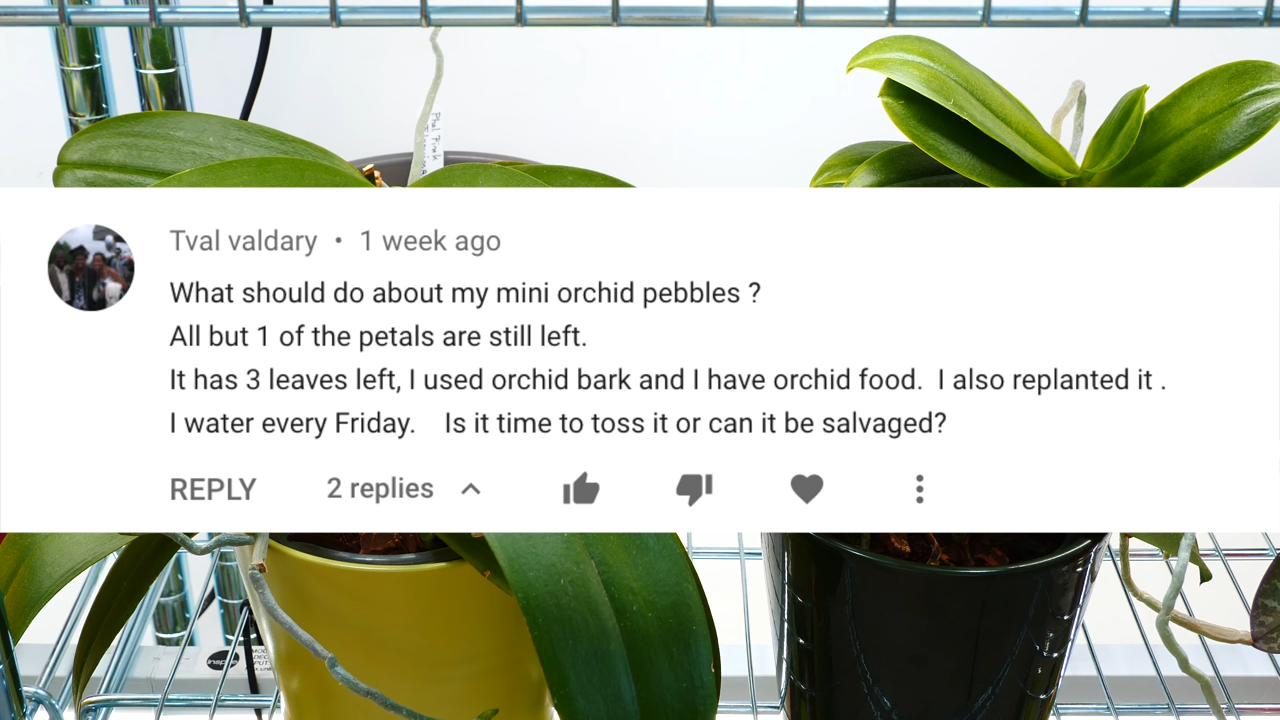 Tval valdary • 1 week ago
What should do about my mini orchid pebbles ?
All but 1 of the petals are still left.
It has 3 leaves left, I used orchid bark and I have orchid food.  I also replanted it .
I water every Friday.    Is it time to toss it or can it be salvaged?
REPLY 2 replies